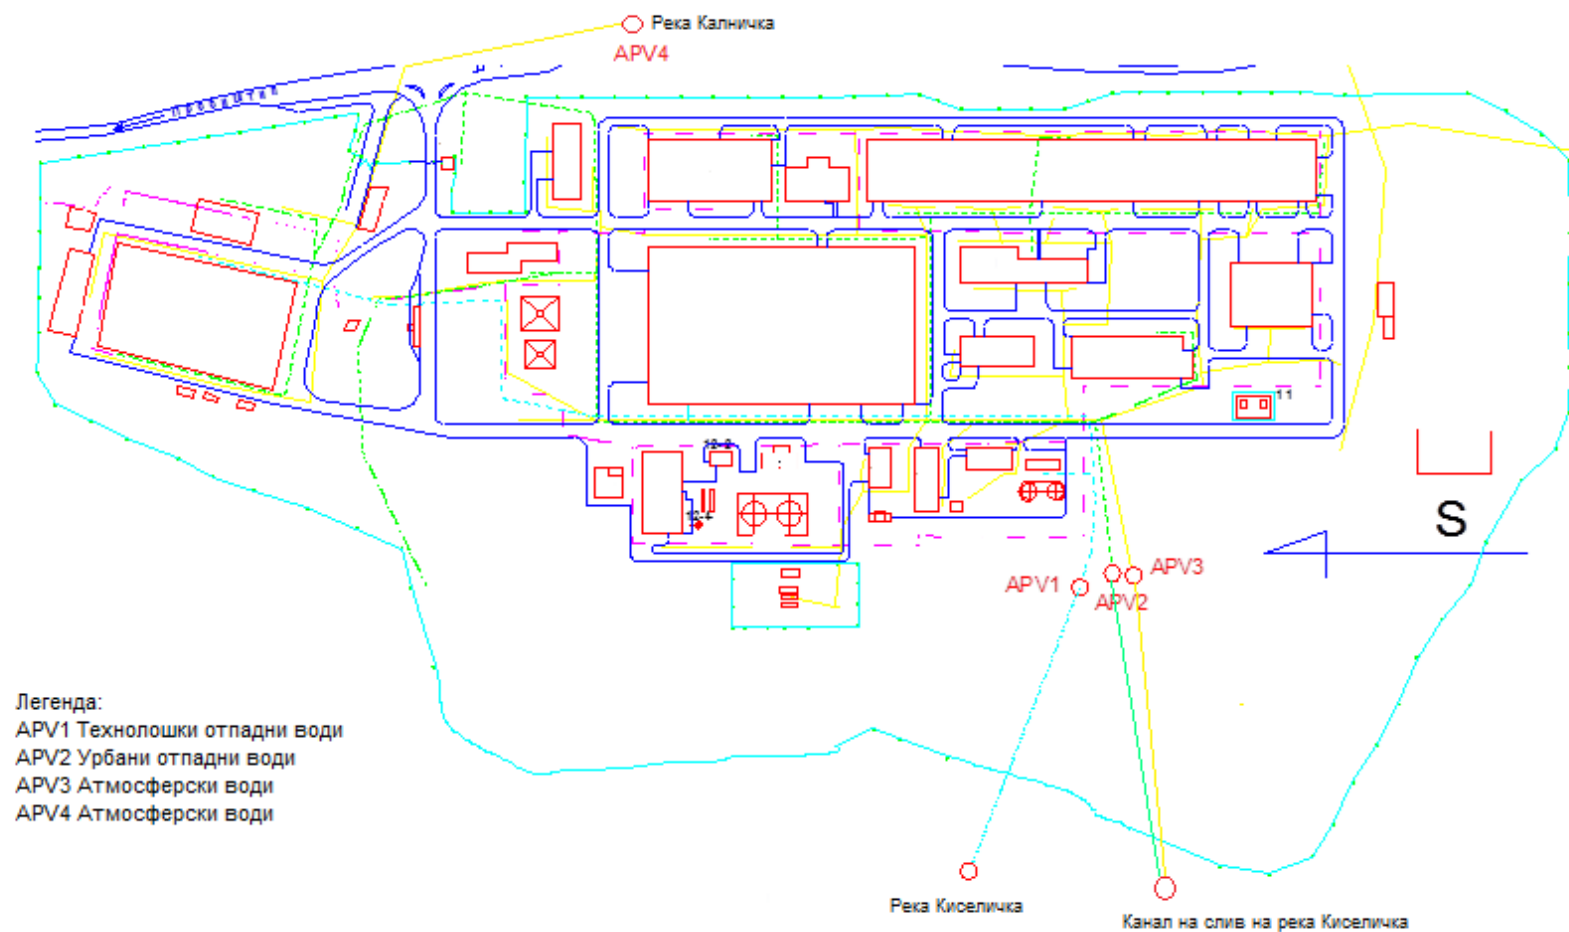 Река Калничка
APV4
11
S
APV3
APV1
APV2
Легенда:
APV1 Технолошки отпадни води
APV2 Урбани отпадни води
APV3 Атмосферски води
APV4 Атмосферски води
Река Киселичка
Канал на слив на река Киселичка